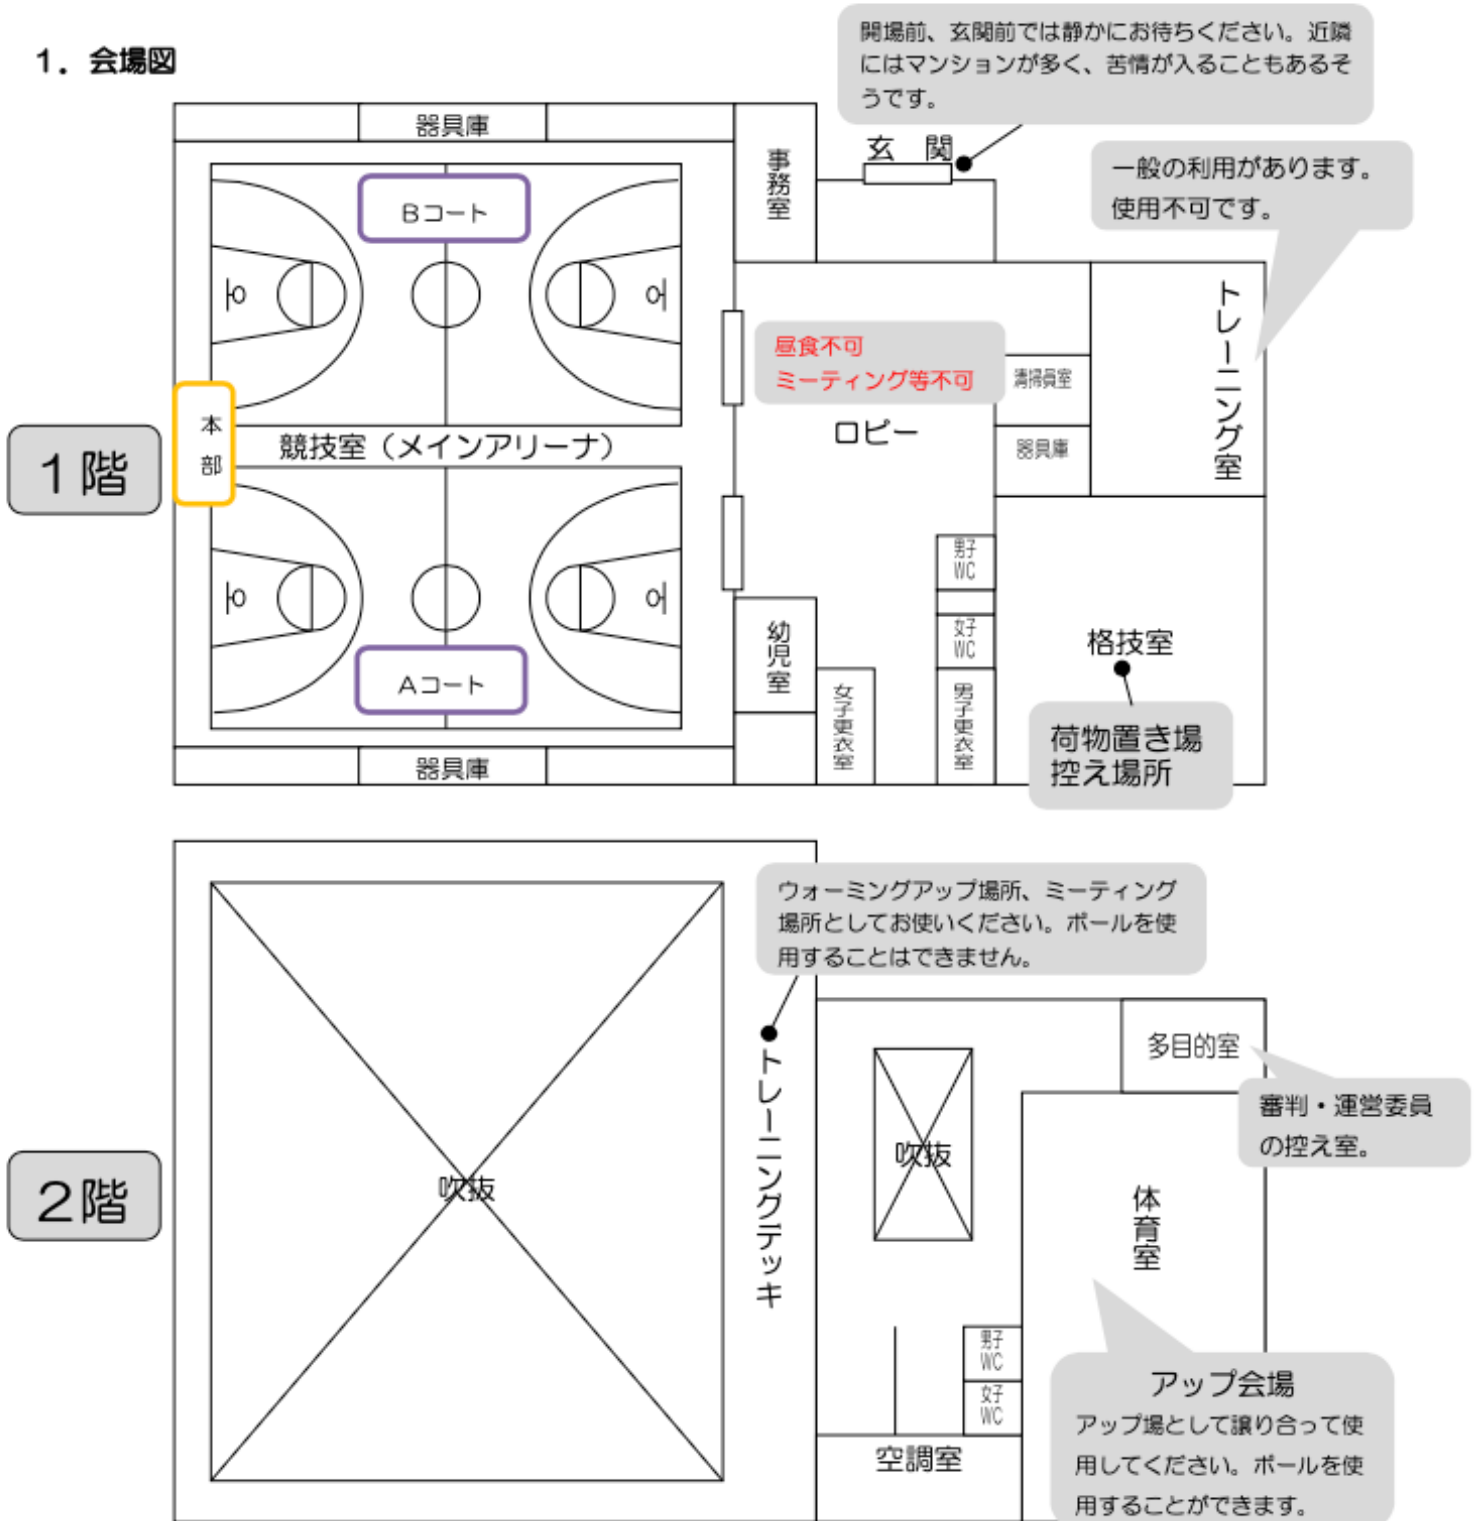 1．会場図
開場前、玄関前では静かにお待ちください。近隣
にはマンションが多く、苦情が入ることもあるそ
うです。
器具庫
事務室
玄 関
一般の利用があります。
使用不可です。
Bコート
トレーニング室
昼食不可
ミーティング等不可
清掃員室
本部
競技室（メインアリーナ）
ロビー
器具庫
1階
男子
WC
女子
WC
幼児室
格技室
Aコート
女子更衣室
男子更衣室
荷物置き場
控え場所
器具庫
ウォーミングアップ場所、ミーティング
場所としてお使いください。ボールを使
用することはできません。
トレーニングデッキ
多目的室
審判・運営委員
の控え室。
吹抜
吹抜
2階
体育室
男子
WC
女子
WC
アップ会場
アップ場として譲り合って使
用してください。ボールを使
用することができます。
空調室